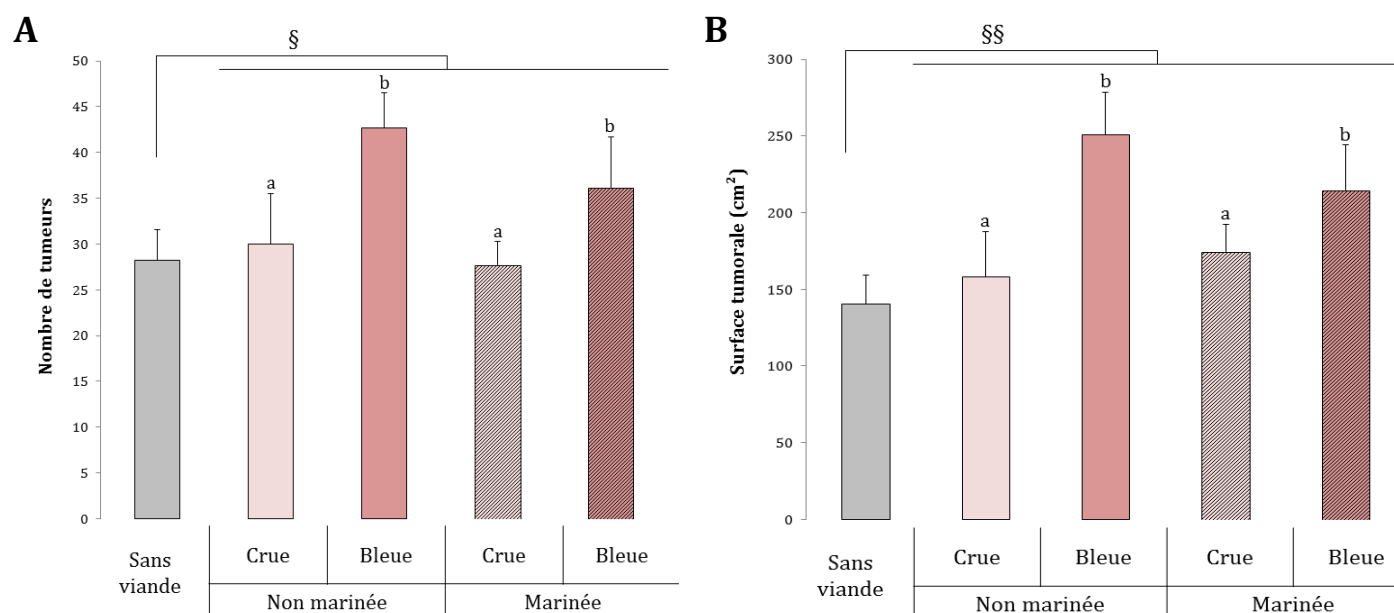 A
§
Nombre de tumeurs
50
45
40
35
30
25
20
15
10
5
0
a
b
a
b
Sans
viande
Crue
Bleue
Crue
Bleue
Non marinée
Marinée
B
§§
Surface tumorale (cm²)
300
250
200
150
100
50
0
a
b
a
b
Sans
viande
Crue
Bleue
Crue
Bleue
Non marinée
Marinée